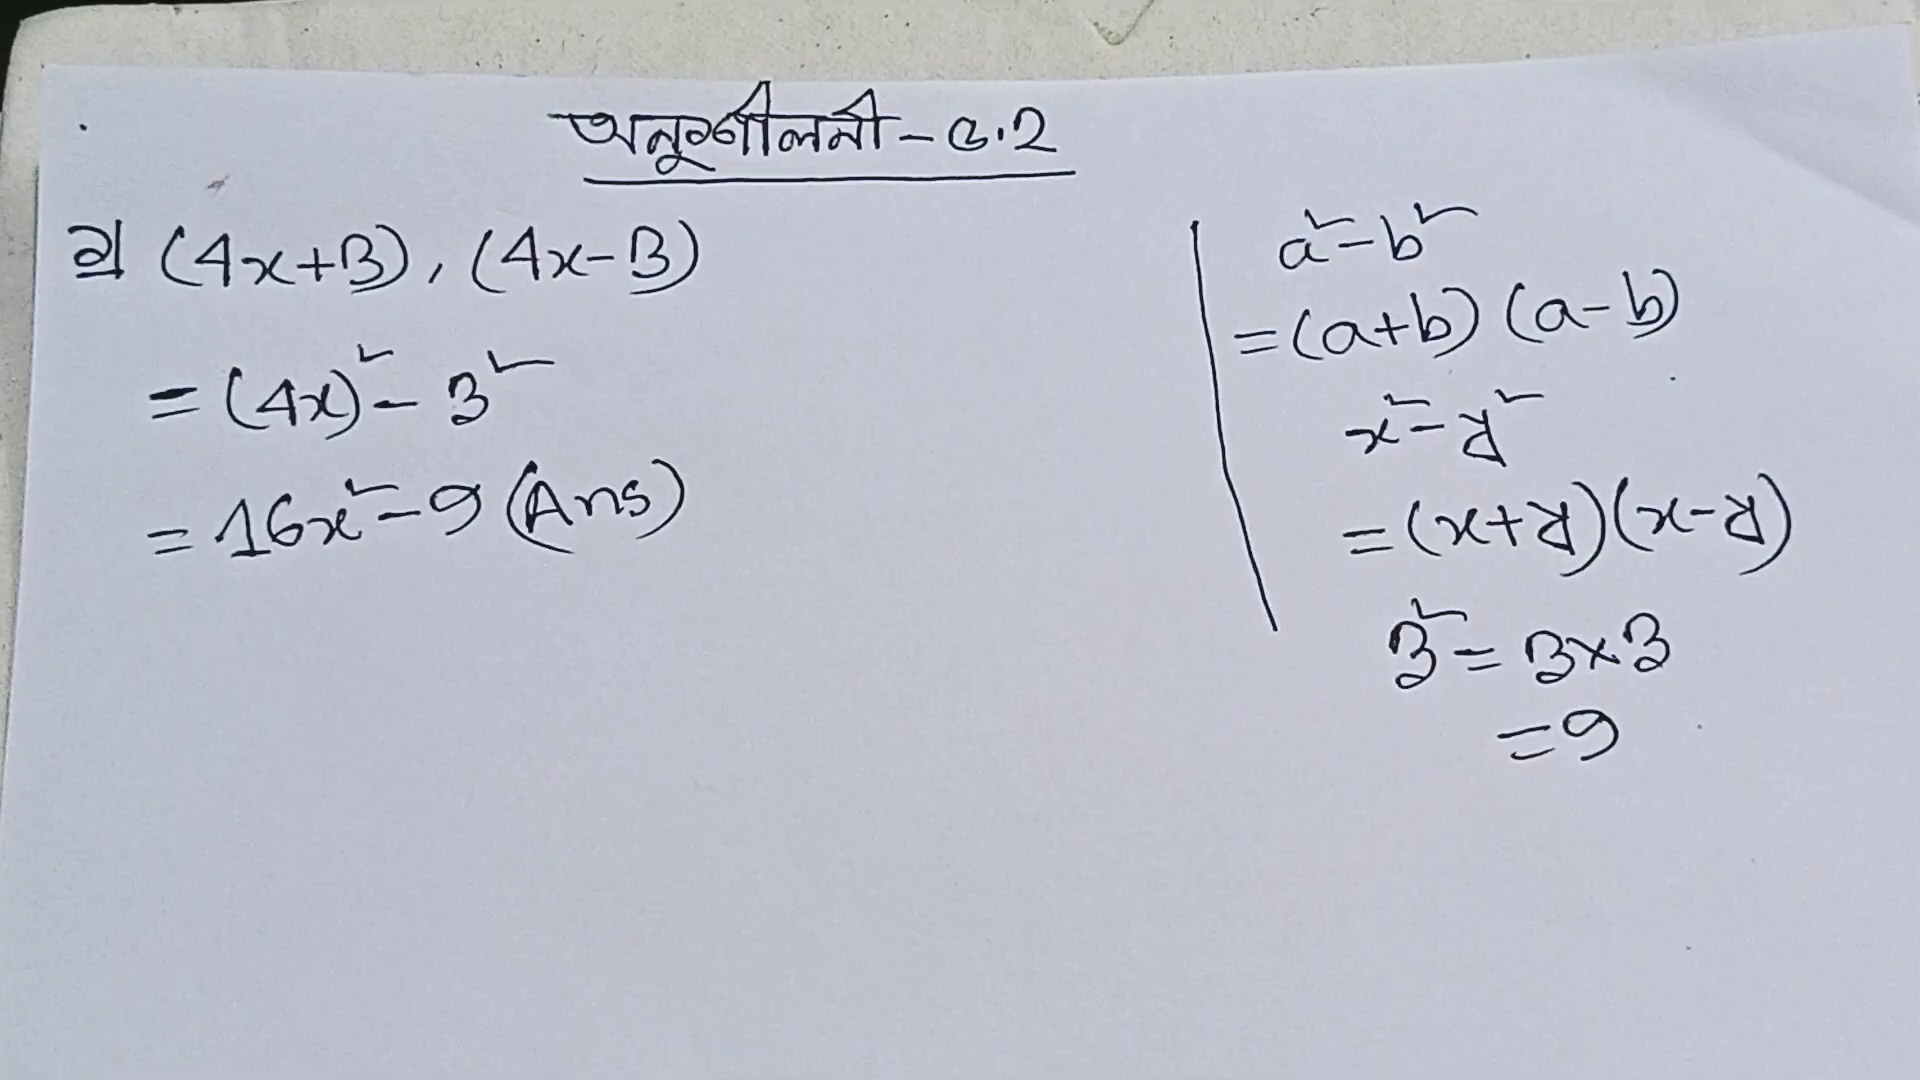 অনুশীলনী - ৫.2
২। (4x+3), (4x-3)
= (4x)² - 3²
= 16x² - 9 (Ans)
a² - b²
= (a+b) (a-b)
x² - y²
= (x+y)(x-y)
3² = 3×3
= 9